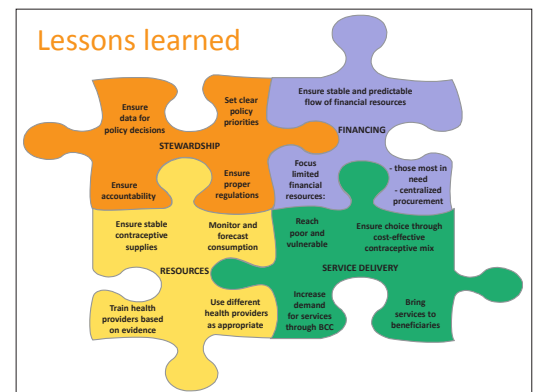 Lessons learned
Ensure
data for
policy decisions
Set clear
policy
priorities
STEWARDSHIP
Ensure
accountability
Ensure
proper
regulations
Ensure stable and predictable
flow of financial resources
FINANCING
Focus
limited
financial
resources:
- those most in
need
- centralized
procurement
Ensure stable
contraceptive
supplies
Monitor and
forecast
consumption
RESOURCES
Train health
providers based
on evidence
Use different
health providers
as appropriate
Reach
poor and
vulnerable
Ensure choice through
cost-effective
contraceptive mix
SERVICE DELIVERY
Increase
demand
for services
through BCC
Bring
services to
beneficiaries